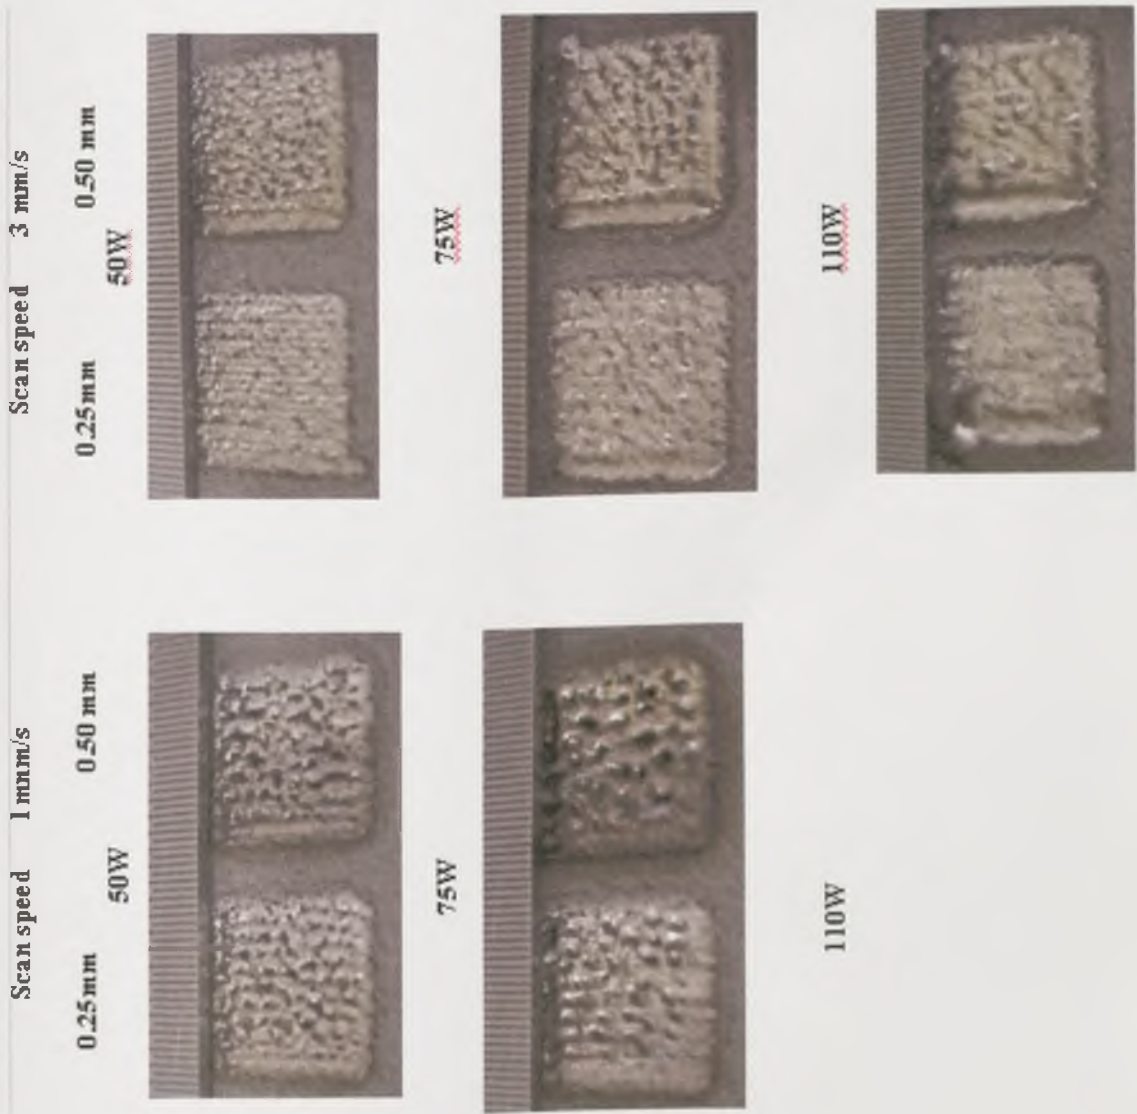 Scan speed 1 mm/s Scan speed 3 mm/s
0.25mm 0.50 mm 0.25mm 0.50 mm
50W 50W
75W 75W
110W 110W